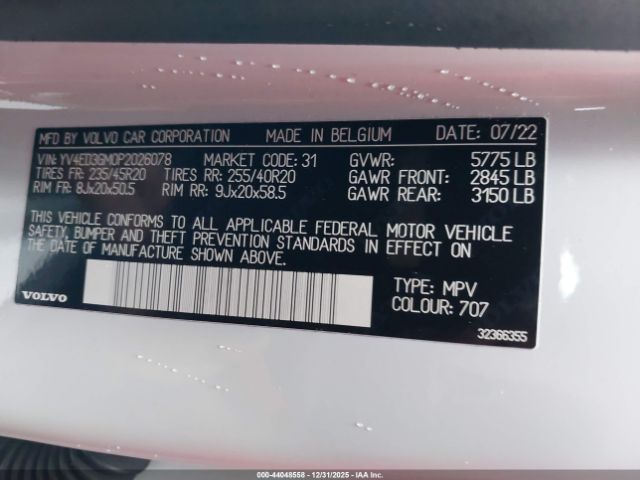 MFD BY VOLVO CAR CORPORATION MADE IN BELGIUM DATE: 07/22
VIN: YV4ED3GM0P2026078 MARKET CODE: 31 GVWR: 5775 LB
TIRES FR: 235/45R20 TIRES RR: 255/40R20 GAWR FRONT: 2845 LB
RIM FR: 8Jx20x50.5 RIM RR: 9Jx20x58.5 GAWR REAR: 3150 LB
THIS VEHICLE CONFORMS TO ALL APPLICABLE FEDERAL MOTOR VEHICLE
SAFETY, BUMPER AND THEFT PREVENTION STANDARDS IN EFFECT ON
THE DATE OF MANUFACTURE SHOWN ABOVE.
TYPE: MPV
COLOUR: 707
VOLVO
32366355
000-44048558 - 12/31/2025 - IAA Inc.